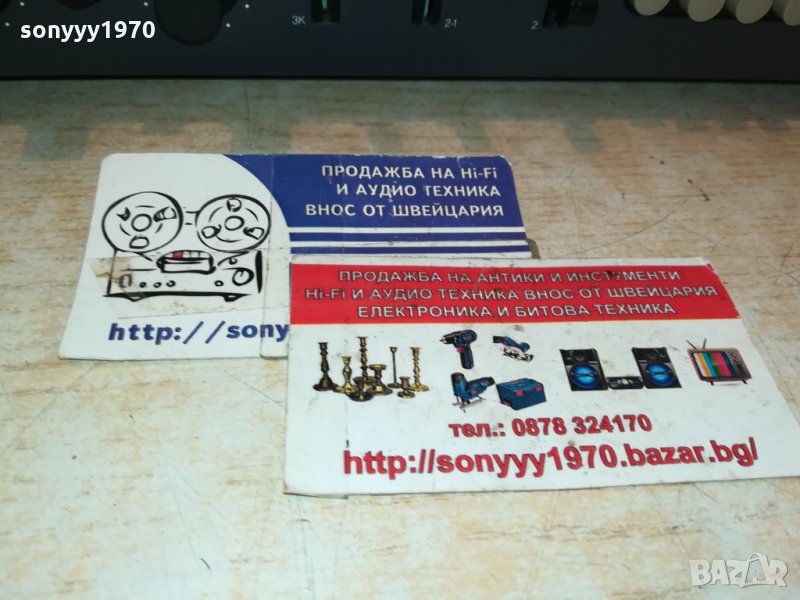 sonyyy1970
3K
2-1
2
ПРОДАЖБА НА Hi-Fi
И АУДИО ТЕХНИКА
ВНОС ОТ ШВЕЙЦАРИЯ
http://sony
ПРОДАЖБА НА АНТИКИ И ИНСТУМЕНТИ
Hi-Fi И АУДИО ТЕХНИКА ВНОС ОТ ШВЕЙЦАРИЯ
ЕЛЕКТРОНИКА И БИТОВА ТЕХНИКА
тел.: 0878 324170
http://sonyyy1970.bazar.bg/
BAZAR